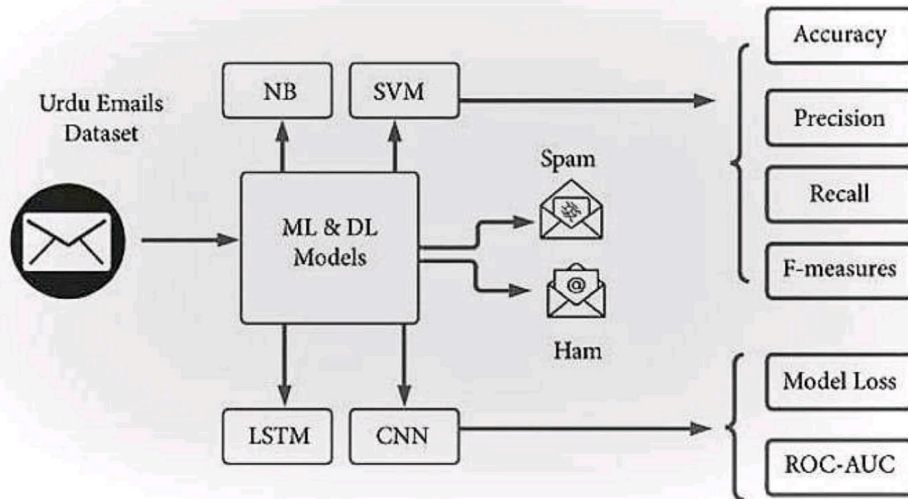 Urdu Emails
Dataset
NB
SVM
ML & DL
Models
Spam
@
Ham
LSTM
CNN
Accuracy
Precision
Recall
F-measures
Model Loss
ROC-AUC